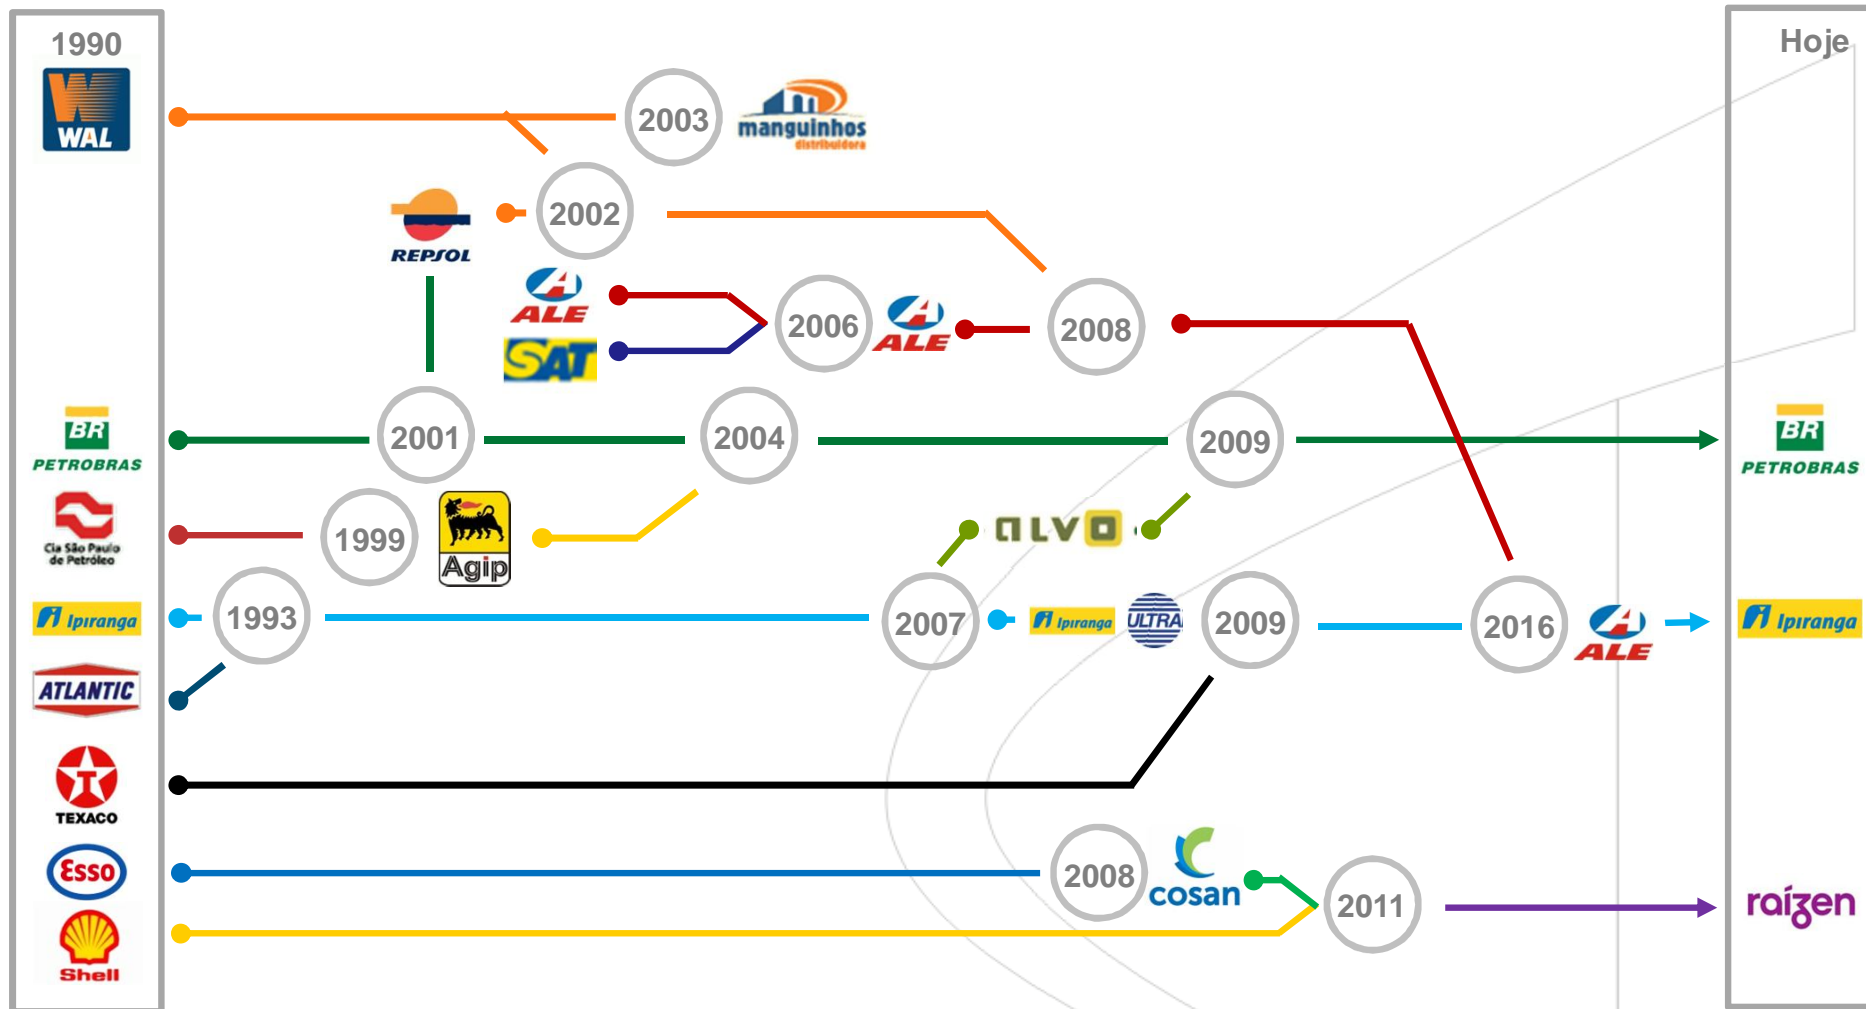 1990
Hoje
WAL
2003
manguinhos
distribuidora
REPSOL
2002
ALE
SAT
2006
ALE
2008
BR
PETROBRAS
2001
2004
2009
BR
PETROBRAS
Cia São Paulo
de Petróleo
1999
Agip
ALVO
Ipiranga
1993
2007
Ipiranga
ULTRA
2009
2016
ALE
Ipiranga
ATLANTIC
T
TEXACO
Esso
2008
cosan
Shell
2011
raízen